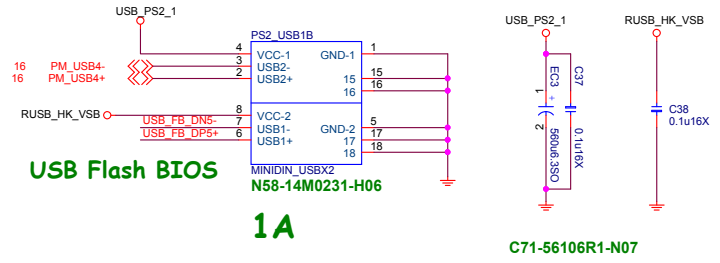 USB_PS2_1
PS2_USB1B
4 VCC-1 GND-1 1
16 PM_USB4- 3 USB2- 15 15
16 PM_USB4+ 2 USB2+ 16 16
RUSB_HK_VSB 8 VCC-2
USB_FB_DN5- 7 USB1- GND-2 5
USB_FB_DP5+ 6 USB1+ 17 17
18 18
MINIDIN_USBX2
N58-14M0231-H06
USB Flash BIOS
1A
USB_PS2_1
EC3
1
+
2
560u6.3SO
C37
0.1u16X
RUSB_HK_VSB
C38
0.1u16X
C71-56106R1-N07